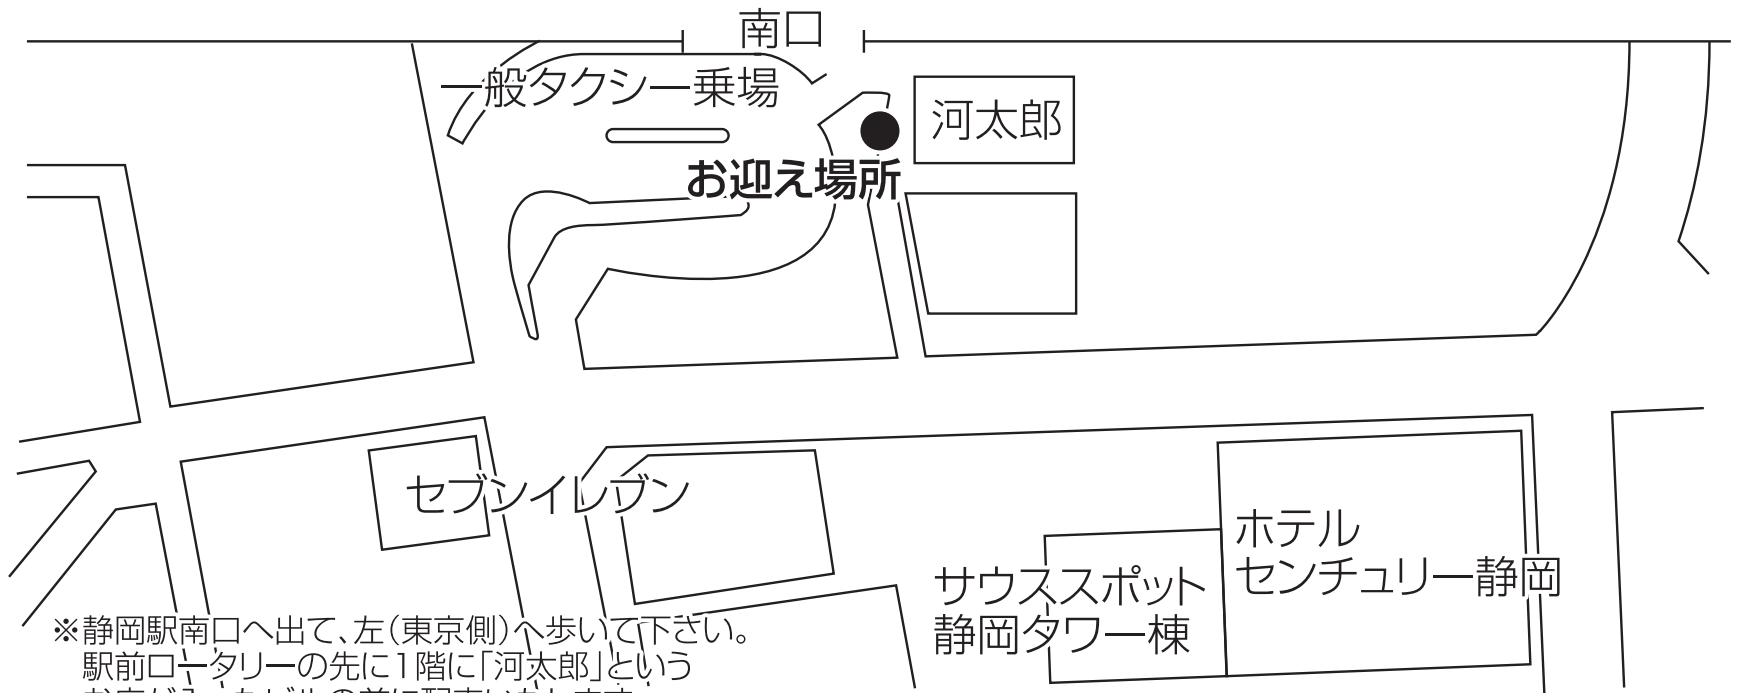 南口
一般タクシー乗場
河太郎
お迎え場所
セブンイレブン
ホテル
センチュリー静岡
サウススポット
静岡タワー棟
※静岡駅南口へ出て、左（東京側）へ歩いて下さい。
駅前ロータリーの先に1階に「河太郎」という